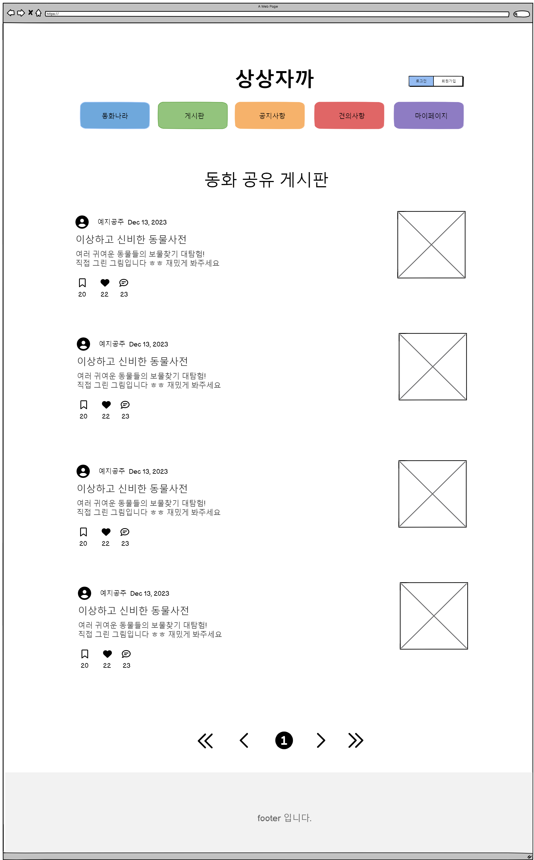 A Web Page
https://
상상자까
로그인 회원가입
동화나라 게시판 공지사항 건의사항 마이페이지
동화 공유 게시판
예지공주 Dec 13, 2023
이상하고 신비한 동물사전
여러 귀여운 동물들의 보물찾기 대탐험!
직접 그린 그림입니다 ㅎㅎ 재밌게 봐주세요
20 22 23
예지공주 Dec 13, 2023
이상하고 신비한 동물사전
여러 귀여운 동물들의 보물찾기 대탐험!
직접 그린 그림입니다 ㅎㅎ 재밌게 봐주세요
20 22 23
예지공주 Dec 13, 2023
이상하고 신비한 동물사전
여러 귀여운 동물들의 보물찾기 대탐험!
직접 그린 그림입니다 ㅎㅎ 재밌게 봐주세요
20 22 23
예지공주 Dec 13, 2023
이상하고 신비한 동물사전
여러 귀여운 동물들의 보물찾기 대탐험!
직접 그린 그림입니다 ㅎㅎ 재밌게 봐주세요
20 22 23
1
footer 입니다.